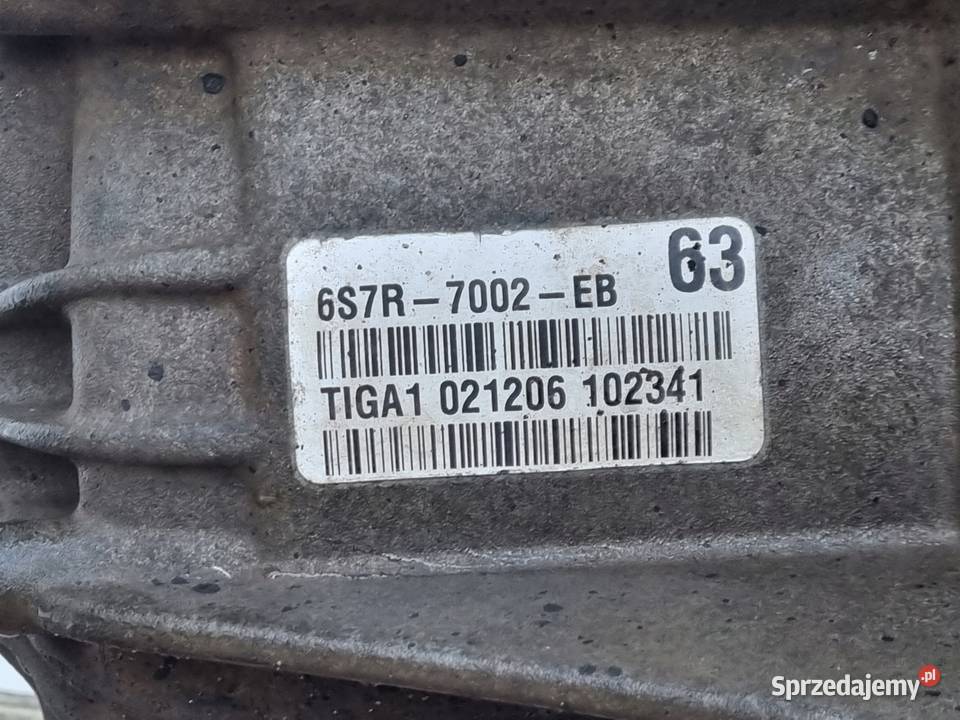 63
6S7R-7002-EB
TIGA1 021206 102341
Sprzedajemy.pl